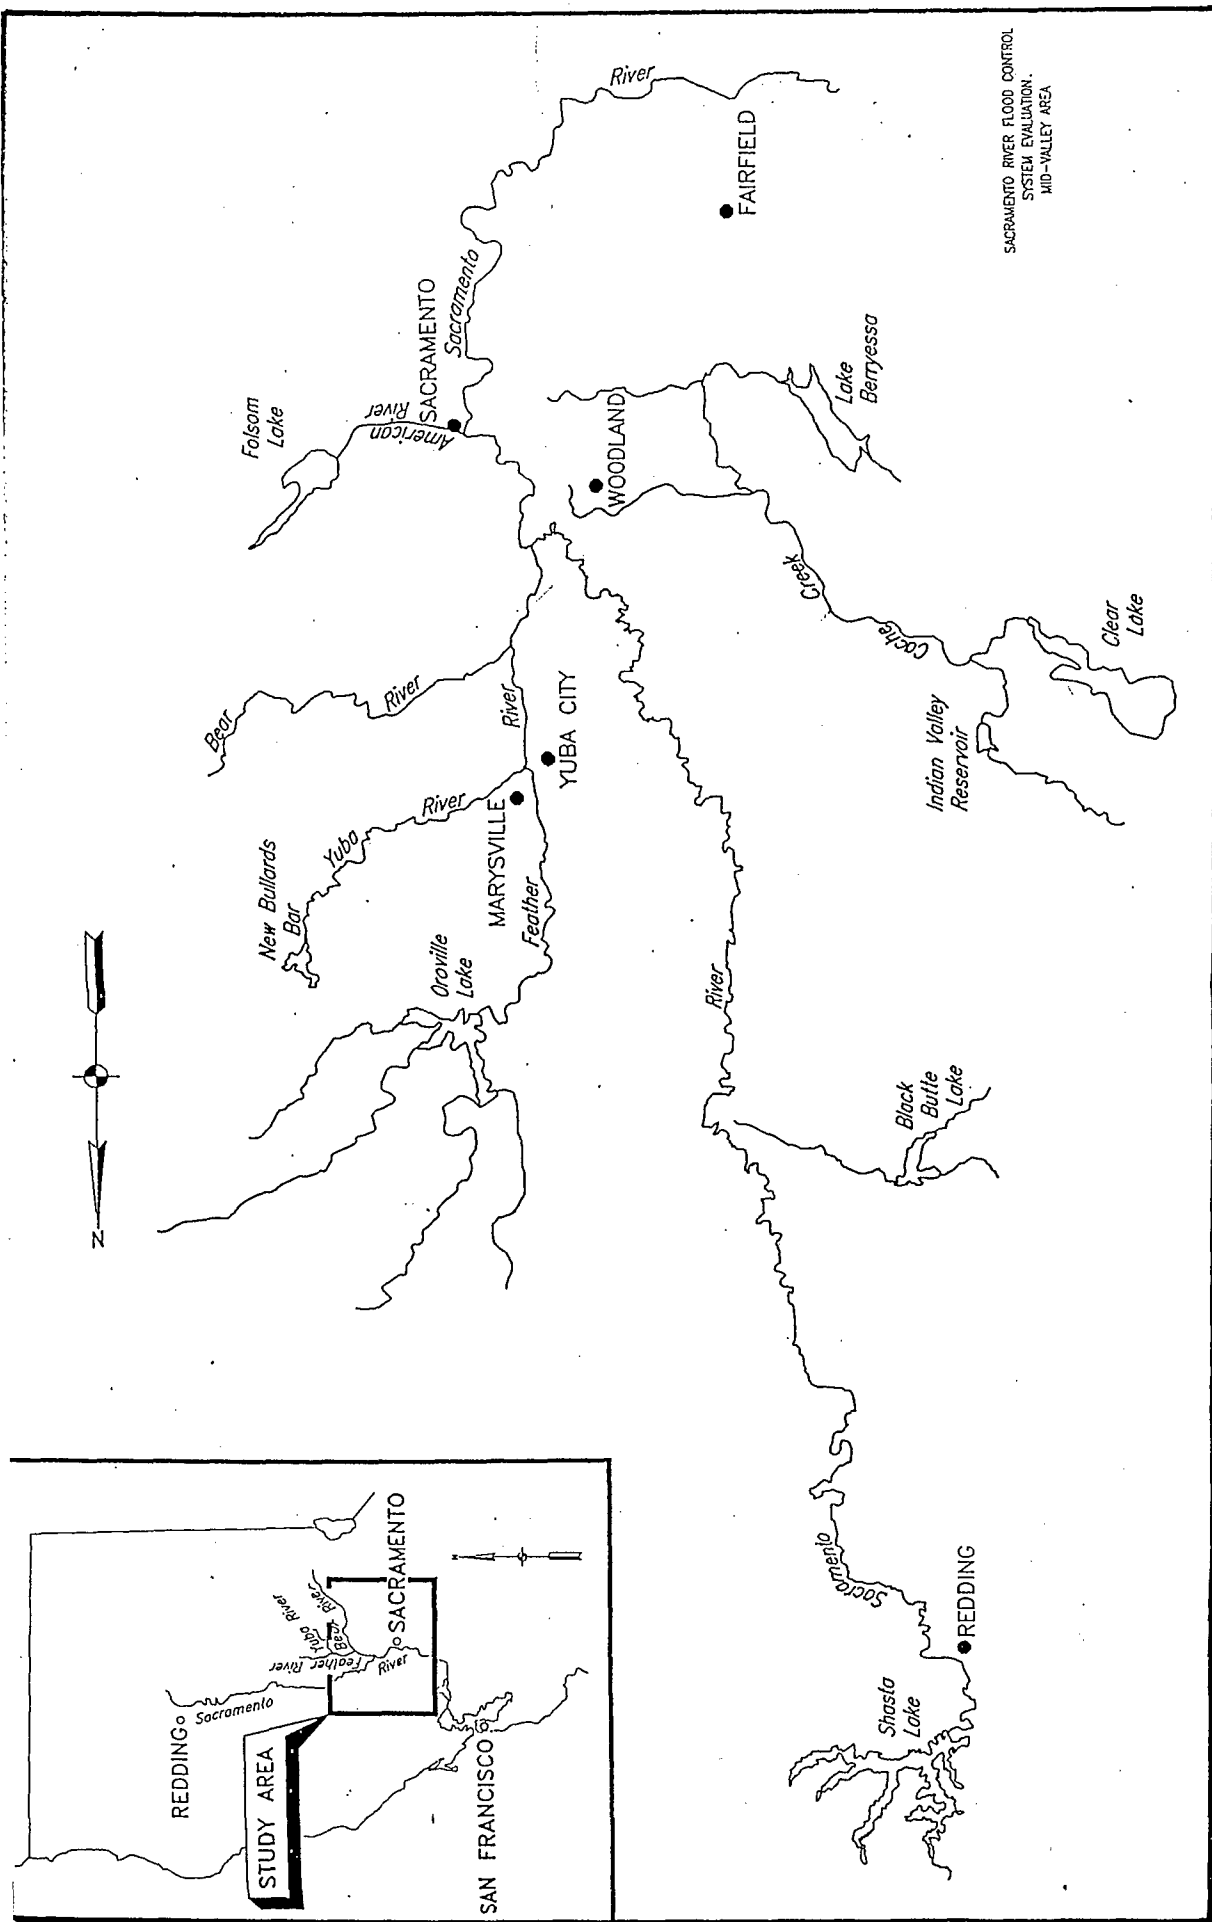 SACRAMENTO RIVER FLOOD CONTROL
SYSTEM EVALUATION.
MID-VALLEY AREA
River
FAIRFIELD
Sacramento
SACRAMENTO
American
River
Folsom
Lake
WOODLAND
Lake
Berryessa
Cache
Creek
Clear
Lake
Indian Valley
Reservoir
Bear
River
River
YUBA CITY
MARYSVILLE
Yuba
River
New Bullards
Bar
Feather
Oroville
Lake
N
River
Black
Butte
Lake
Sacramento
REDDING
Shasta
Lake
STUDY AREA
REDDING
Sacramento
Feather River
Yuba River
Bear River
River
SACRAMENTO
SAN FRANCISCO
N